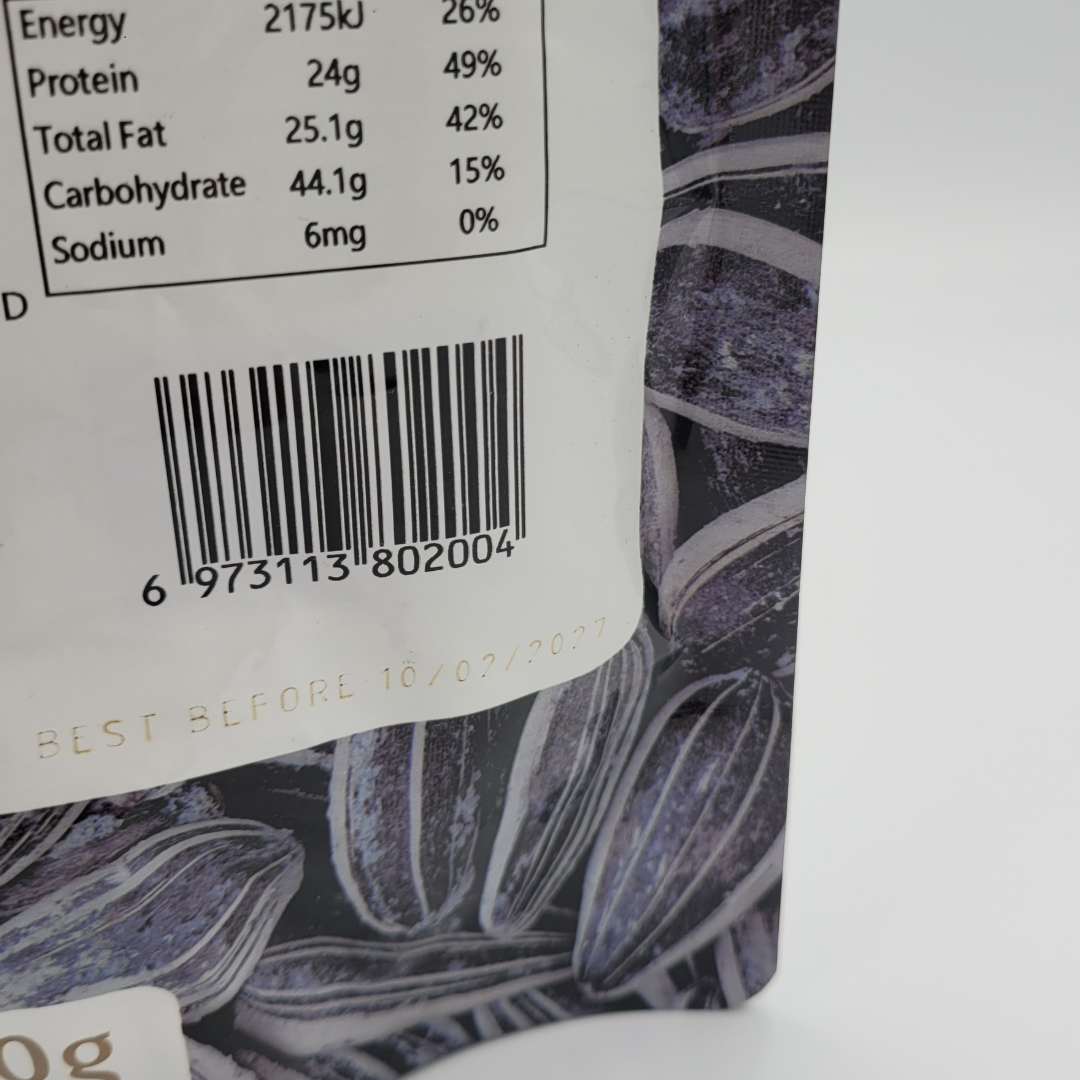 Energy 2175kJ 26%
Protein 24g 49%
Total Fat 25.1g 42%
Carbohydrate 44.1g 15%
Sodium 6mg 0%
D
6 973113 802004
BEST BEFORE 10/02/2027
0g